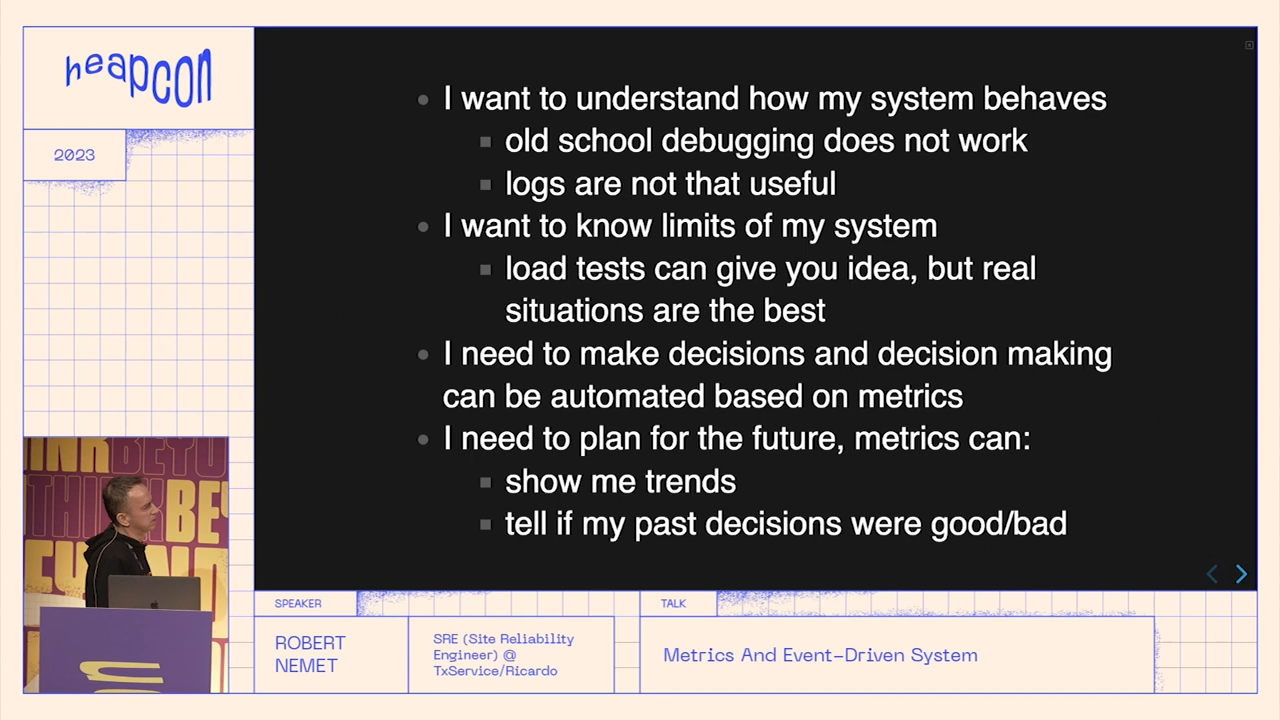 heapcon
2023
I want to understand how my system behaves
old school debugging does not work
logs are not that useful
I want to know limits of my system
load tests can give you idea, but real
situations are the best
I need to make decisions and decision making
can be automated based on metrics
I need to plan for the future, metrics can:
show me trends
tell if my past decisions were good/bad
SPEAKER
ROBERT
NEMET
SRE (Site Reliability
Engineer) @
TxService/Ricardo
TALK
Metrics And Event-Driven System